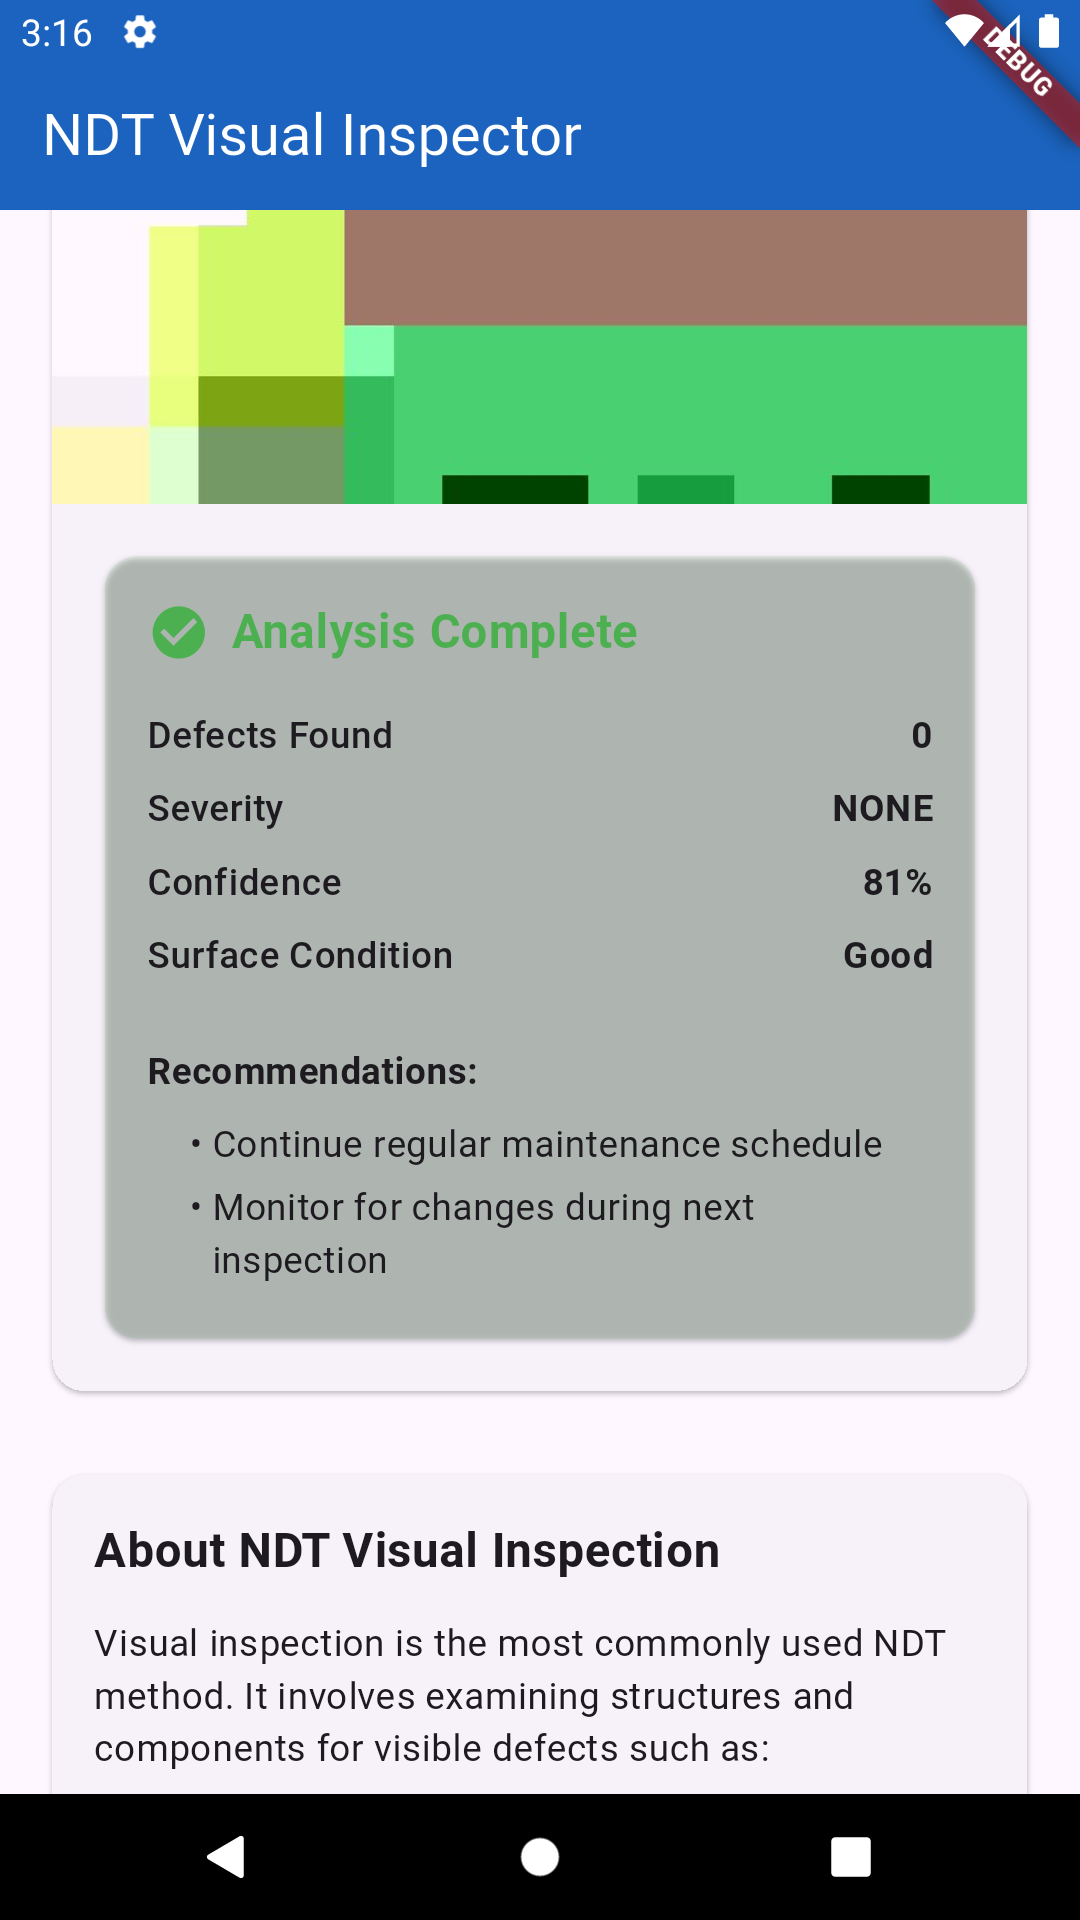 3:16
DEBUG
NDT Visual Inspector
Analysis Complete
Defects Found 0
Severity NONE
Confidence 81%
Surface Condition Good
Recommendations:
• Continue regular maintenance schedule
• Monitor for changes during next
inspection
About NDT Visual Inspection
Visual inspection is the most commonly used NDT
method. It involves examining structures and
components for visible defects such as: